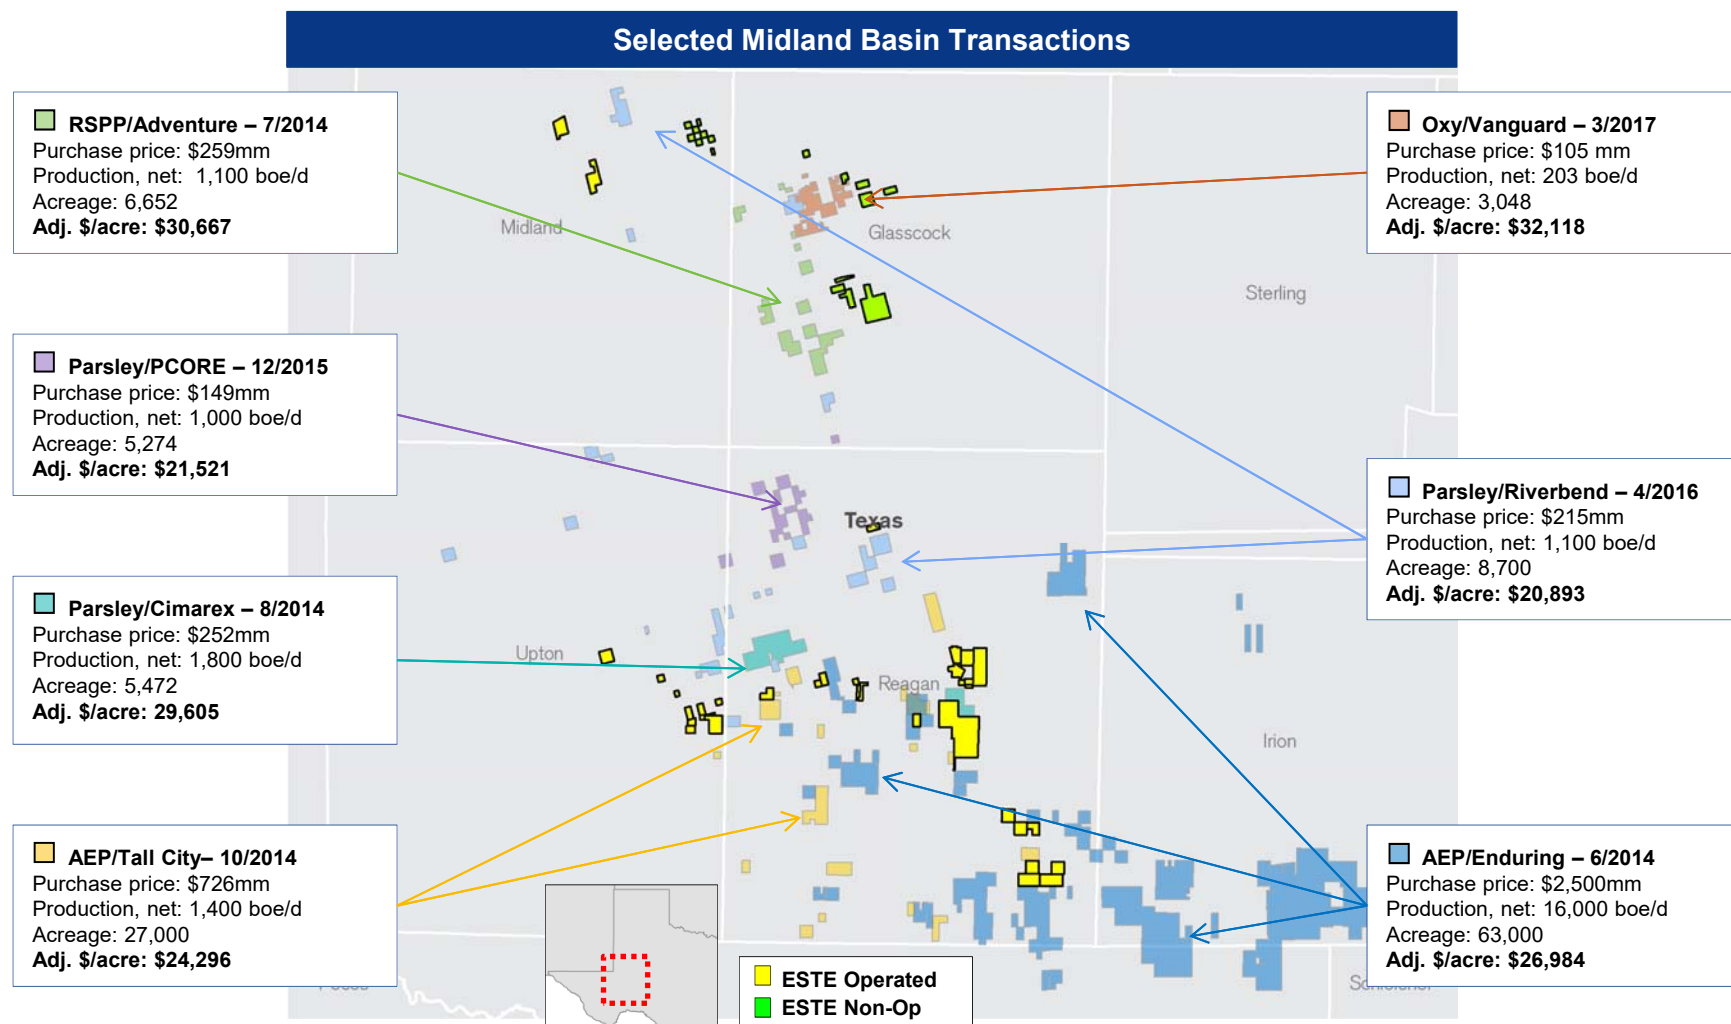 Selected Midland Basin Transactions
RSPP/Adventure – 7/2014
Purchase price: $259mm
Production, net:  1,100 boe/d
Acreage: 6,652
Adj. $/acre: $30,667
Parsley/PCORE – 12/2015
Purchase price: $149mm
Production, net: 1,000 boe/d
Acreage: 5,274
Adj. $/acre: $21,521
Parsley/Cimarex – 8/2014
Purchase price: $252mm
Production, net: 1,800 boe/d
Acreage: 5,472
Adj. $/acre: 29,605
AEP/Tall City– 10/2014
Purchase price: $726mm
Production, net: 1,400 boe/d
Acreage: 27,000
Adj. $/acre: $24,296
Midland
Glasscock
Sterling
Texas
Upton
Reagan
Irion
ESTE Operated
ESTE Non-Op
Oxy/Vanguard – 3/2017
Purchase price: $105 mm
Production, net: 203 boe/d
Acreage: 3,048
Adj. $/acre: $32,118
Parsley/Riverbend – 4/2016
Purchase price: $215mm
Production, net: 1,100 boe/d
Acreage: 8,700
Adj. $/acre: $20,893
AEP/Enduring – 6/2014
Purchase price: $2,500mm
Production, net: 16,000 boe/d
Acreage: 63,000
Adj. $/acre: $26,984